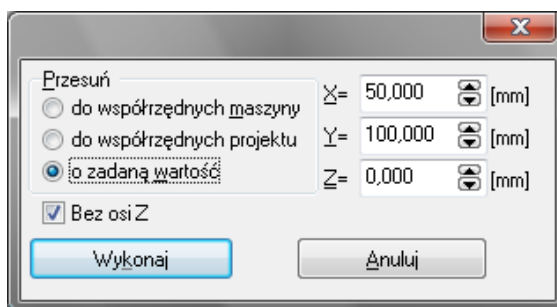 Przesuń
do współrzędnych maszyny
do współrzędnych projektu
o zadaną wartość
X= 50,000 [mm]
Y= 100,000 [mm]
Z= 0,000 [mm]
Bez osi Z
Wykonaj
Anuluj